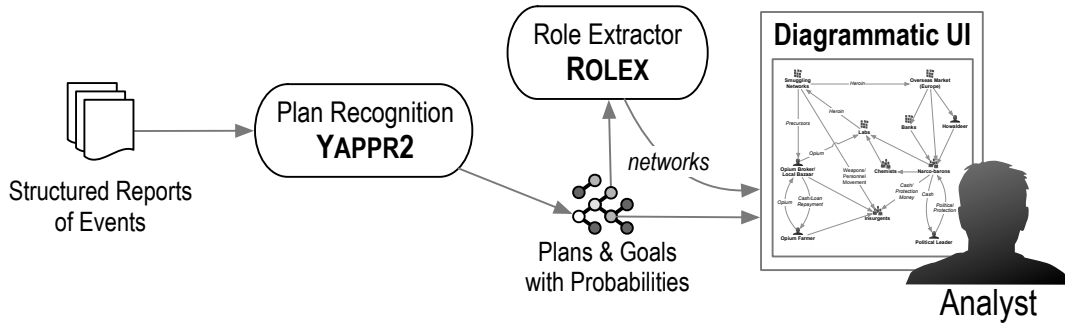 Structured Reports
of Events
Plan Recognition
YAPPR2
Role Extractor
ROLEX
networks
Plans & Goals
with Probabilities
Diagrammatic UI
Smuggling
Networks
Heroin
Overseas Market
(Europe)
Precursors
Heroin
Labs
Banks
Howaldeer
Opium
Opium Broker/
Local Bazaar
Weapons/
Personnel
Movement
Chemists
Narco-barons
Cash/
Protection
Money
Cash
Political
Protection
Opium
Cash/Loan
Repayment
Insurgents
Opium Farmer
Political Leader
Analyst